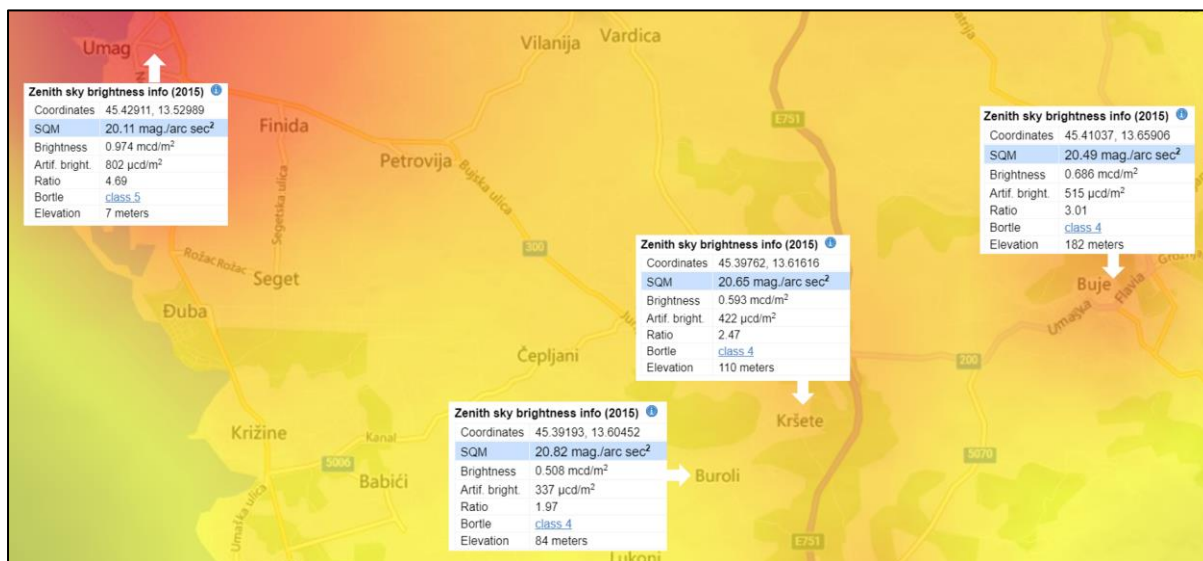 Umag
Vilanija
Vardica
Zenith sky brightness info (2015)
Coordinates 45.42911, 13.52989
SQM 20.11 mag./arc sec²
Brightness 0.974 mcd/m²
Artif. bright. 802 µcd/m²
Ratio 4.69
Bortle class 5
Elevation 7 meters
Finida
Petrovija
Bujska ulica
Segetska ulica
E751
Zenith sky brightness info (2015)
Coordinates 45.41037, 13.65906
SQM 20.49 mag./arc sec²
Brightness 0.686 mcd/m²
Artif. bright. 515 µcd/m²
Ratio 3.01
Bortle class 4
Elevation 182 meters
Rožac Rožac
Seget
300
Đuba
Zenith sky brightness info (2015)
Coordinates 45.39762, 13.61616
SQM 20.65 mag./arc sec²
Brightness 0.593 mcd/m²
Artif. bright. 422 µcd/m²
Ratio 2.47
Bortle class 4
Elevation 110 meters
Buje
Flavia
Umaška
Čepljani
200
Kršete
Zenith sky brightness info (2015)
Coordinates 45.39193, 13.60452
SQM 20.82 mag./arc sec²
Brightness 0.508 mcd/m²
Artif. bright. 337 µcd/m²
Ratio 1.97
Bortle class 4
Elevation 84 meters
Križine
Kanal
5006
Babići
Umaška ulica
Buroli
5070
E751
Lukoni